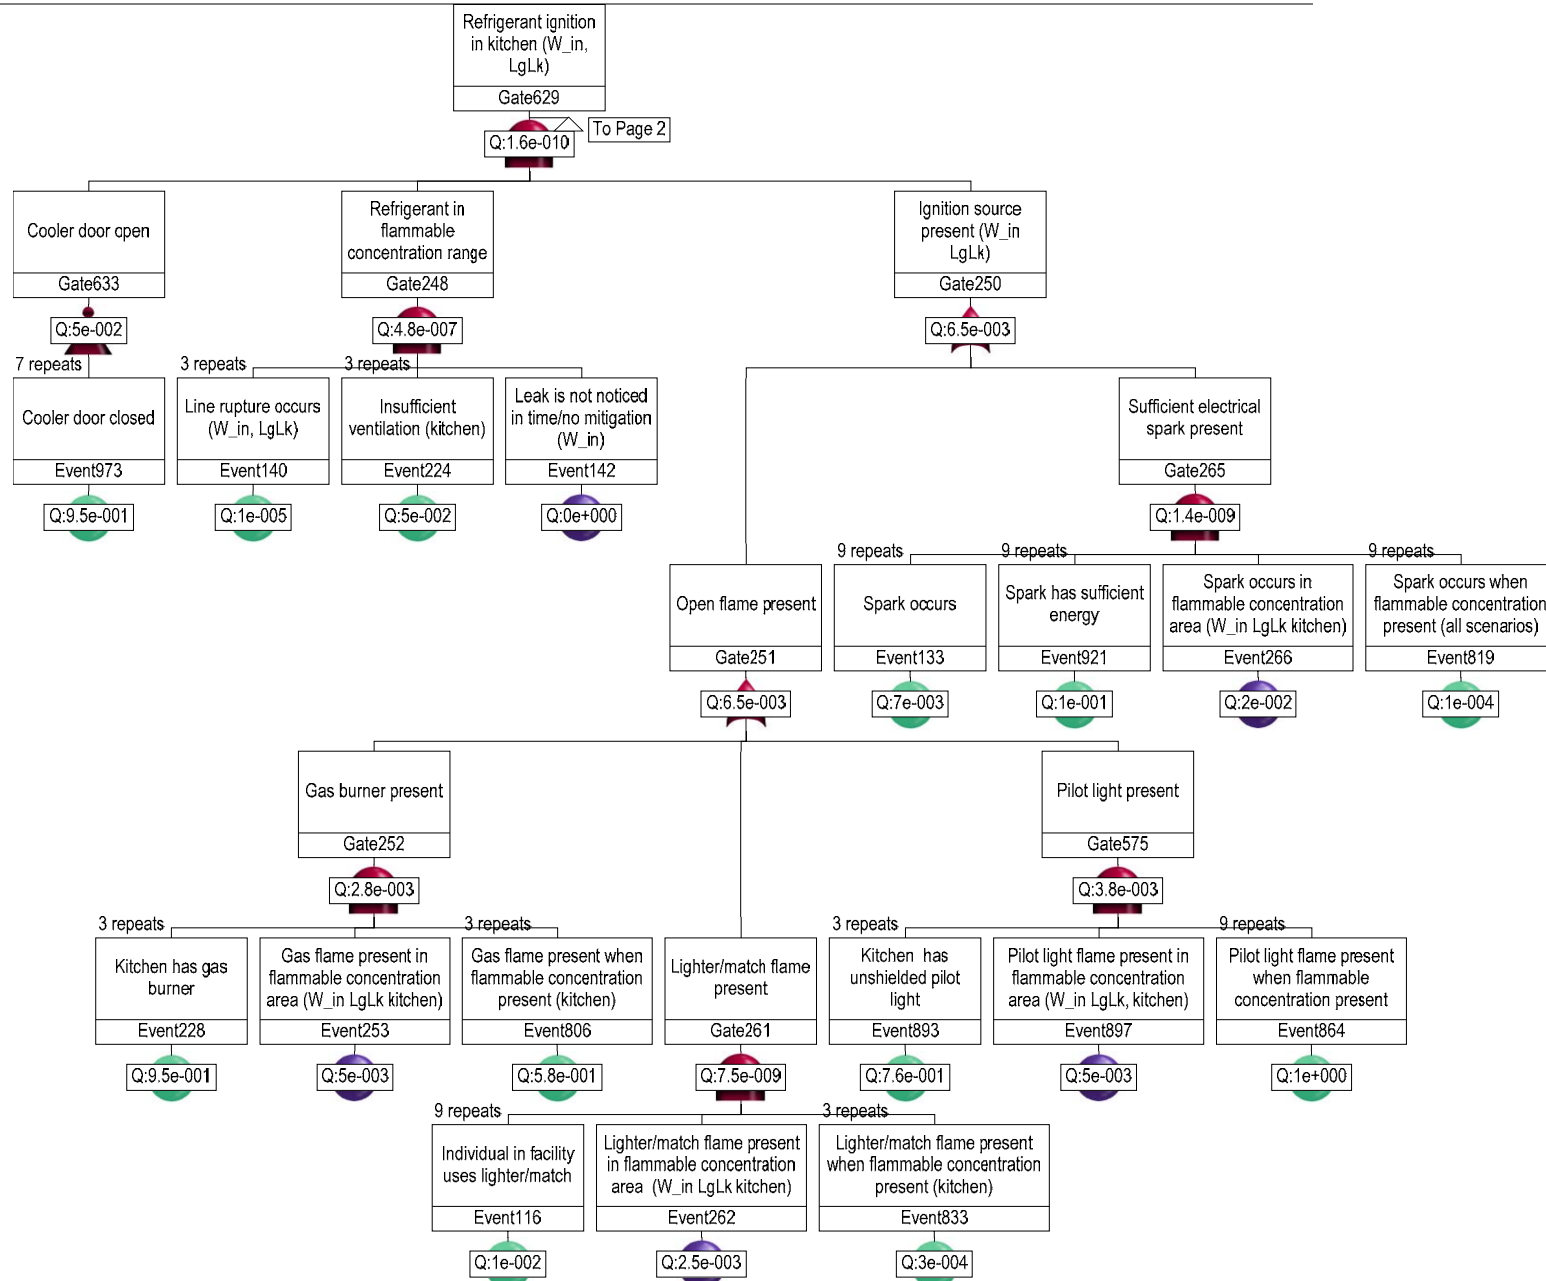 Refrigerant ignition
in kitchen (W_in,
LgLk)
Gate629
To Page 2
Q:1.6e-010
Cooler door open
Gate633
Q:5e-002
Refrigerant in
flammable
concentration range
Gate248
Q:4.8e-007
Ignition source
present (W_in
LgLk)
Gate250
Q:6.5e-003
7 repeats
Cooler door closed
Event973
Q:9.5e-001
3 repeats
Line rupture occurs
(W_in, LgLk)
Event140
Q:1e-005
3 repeats
Insufficient
ventilation (kitchen)
Event224
Q:5e-002
Leak is not noticed
in time/no mitigation
(W_in)
Event142
Q:0e+000
Sufficient electrical
spark present
Gate265
Q:1.4e-009
Open flame present
Gate251
Q:6.5e-003
9 repeats
Spark occurs
Event133
Q:7e-003
9 repeats
Spark has sufficient
energy
Event921
Q:1e-001
Spark occurs in
flammable concentration
area (W_in LgLk kitchen)
Event266
Q:2e-002
9 repeats
Spark occurs when
flammable concentration
present (all scenarios)
Event819
Q:1e-004
Gas burner present
Gate252
Q:2.8e-003
Pilot light present
Gate575
Q:3.8e-003
3 repeats
Kitchen has gas
burner
Event228
Q:9.5e-001
Gas flame present in
flammable concentration
area (W_in LgLk kitchen)
Event253
Q:5e-003
3 repeats
Gas flame present when
flammable concentration
present (kitchen)
Event806
Q:5.8e-001
Lighter/match flame
present
Gate261
Q:7.5e-009
3 repeats
Kitchen has
unshielded pilot
light
Event893
Q:7.6e-001
Pilot light flame present in
flammable concentration
area (W_in LgLk, kitchen)
Event897
Q:5e-003
9 repeats
Pilot light flame present
when flammable
concentration present
Event864
Q:1e+000
9 repeats
Individual in facility
uses lighter/match
Event116
Q:1e-002
Lighter/match flame present
in flammable concentration
area (W_in LgLk kitchen)
Event262
Q:2.5e-003
3 repeats
Lighter/match flame present
when flammable concentration
present (kitchen)
Event833
Q:3e-004